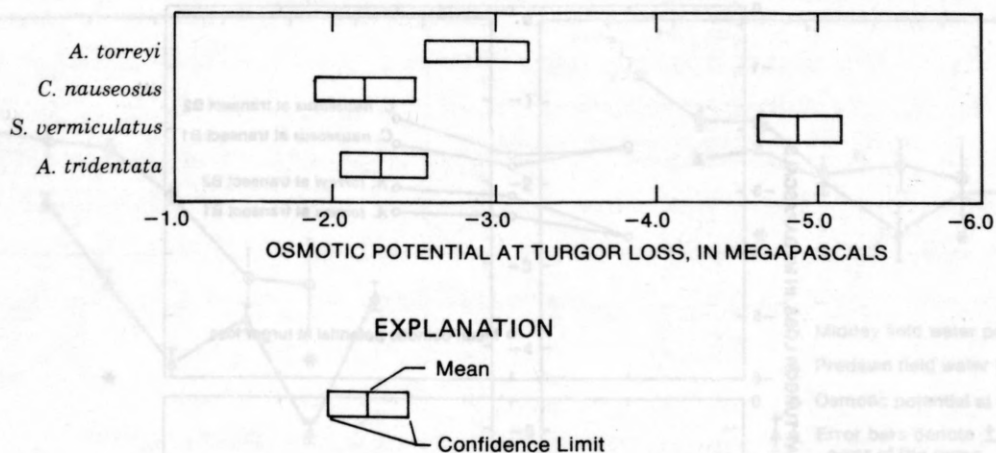 A. torreyi
C. nauseosus
S. vermiculatus
A. tridentata
−1.0 −2.0 −3.0 −4.0 −5.0 −6.0
OSMOTIC POTENTIAL AT TURGOR LOSS, IN MEGAPASCALS
EXPLANATION
Mean
Confidence Limit